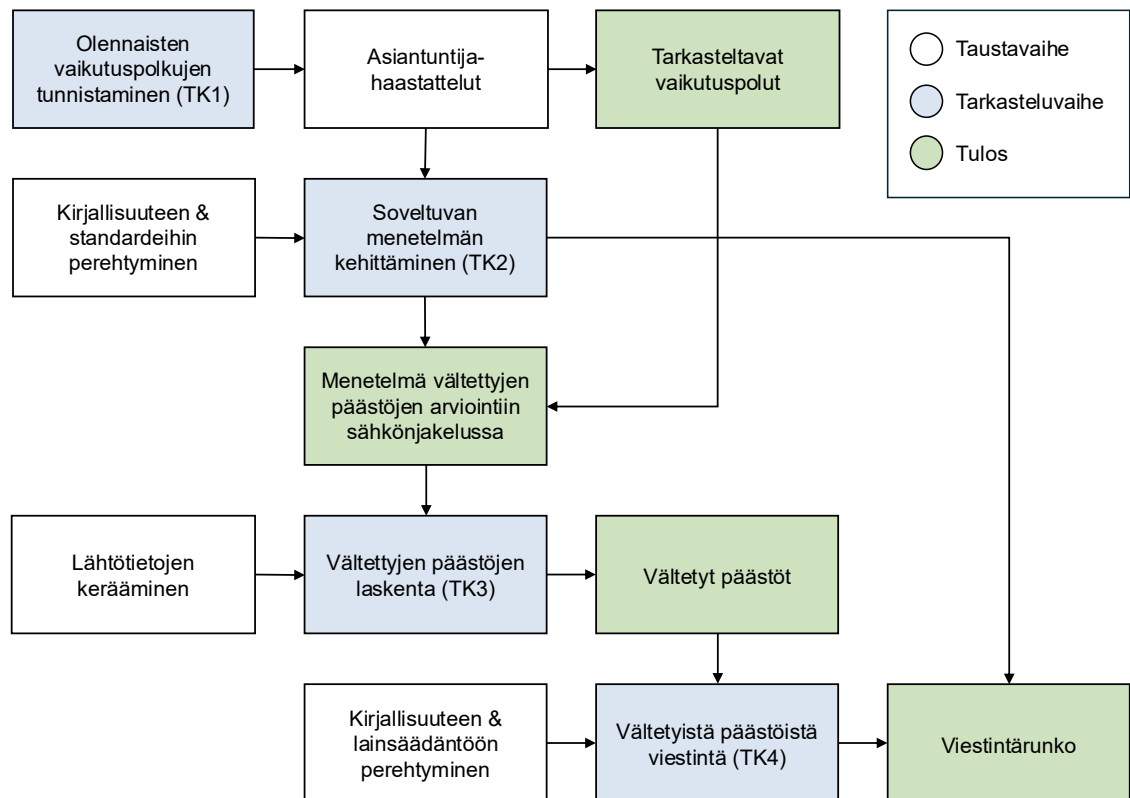 Olennaisten
vaikutuspolkujen
tunnistaminen (TK1)
Asiantuntija-
haastattelut
Tarkasteltavat
vaikutuspolut
Taustavaihe
Tarkasteluvaihe
Tulos
Kirjallisuuteen &
standardeihin
perehtyminen
Soveltuvan
menetelmän
kehittäminen (TK2)
Menetelmä vältettyjen
päästöjen arviointiin
sähkönjakelussa
Lähtötietojen
kerääminen
Vältettyjen päästöjen
laskenta (TK3)
Vältetyt päästöt
Kirjallisuuteen &
lainsäädäntöön
perehtyminen
Vältetyistä päästöistä
viestintä (TK4)
Viestintärunko